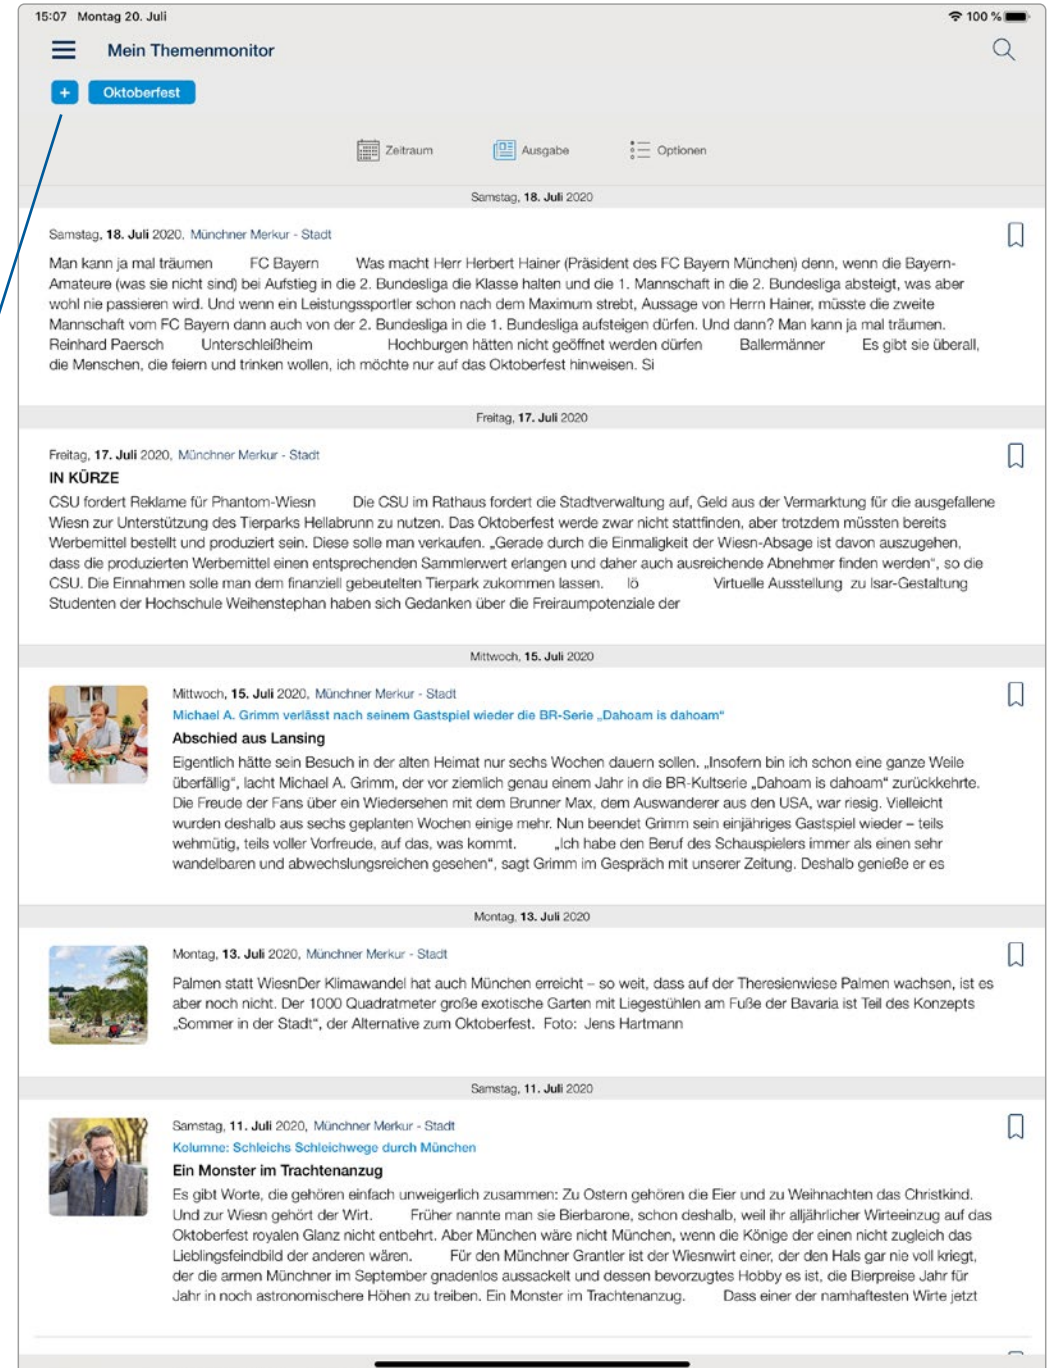 15:07 Montag 20. Juli
100 %
Mein Themenmonitor
+ Oktoberfest
Zeitraum Ausgabe Optionen
Samstag, 18. Juli 2020
Samstag, 18. Juli 2020, Münchner Merkur - Stadt
Man kann ja mal träumen FC Bayern Was macht Herr Herbert Hainer (Präsident des FC Bayern München) denn, wenn die Bayern-
Amateure (was sie nicht sind) bei Aufstieg in die 2. Bundesliga die Klasse halten und die 1. Mannschaft in die 2. Bundesliga absteigt, was aber
wohl nie passieren wird. Und wenn ein Leistungssportler schon nach dem Maximum strebt, Aussage von Herrn Hainer, müsste die zweite
Mannschaft vom FC Bayern dann auch von der 2. Bundesliga in die 1. Bundesliga aufsteigen dürfen. Und dann? Man kann ja mal träumen.
Reinhard Paersch Unterschleißheim Hochburgen hätten nicht geöffnet werden dürfen Ballermänner Es gibt sie überall,
die Menschen, die feiern und trinken wollen, ich möchte nur auf das Oktoberfest hinweisen. Si
Freitag, 17. Juli 2020
Freitag, 17. Juli 2020, Münchner Merkur - Stadt
IN KÜRZE
CSU fordert Reklame für Phantom-Wiesn Die CSU im Rathaus fordert die Stadtverwaltung auf, Geld aus der Vermarktung für die ausgefallene
Wiesn zur Unterstützung des Tierparks Hellabrunn zu nutzen. Das Oktoberfest werde zwar nicht stattfinden, aber trotzdem müssten bereits
Werbemittel bestellt und produziert sein. Diese solle man verkaufen. „Gerade durch die Einmaligkeit der Wiesn-Absage ist davon auszugehen,
dass die produzierten Werbemittel einen entsprechenden Sammlerwert erlangen und daher auch ausreichende Abnehmer finden werden“, so die
CSU. Die Einnahmen solle man dem finanziell gebeutelten Tierpark zukommen lassen. lö Virtuelle Ausstellung zu Isar-Gestaltung
Studenten der Hochschule Weihenstephan haben sich Gedanken über die Freiraumpotenziale der
Mittwoch, 15. Juli 2020
Mittwoch, 15. Juli 2020, Münchner Merkur - Stadt
Michael A. Grimm verlässt nach seinem Gastspiel wieder die BR-Serie „Dahoam is dahoam“
Abschied aus Lansing
Eigentlich hätte sein Besuch in der alten Heimat nur sechs Wochen dauern sollen. „Insofern bin ich schon eine ganze Weile
überfällig“, lacht Michael A. Grimm, der vor ziemlich genau einem Jahr in die BR-Kultserie „Dahoam is dahoam“ zurückkehrte.
Die Freude der Fans über ein Wiedersehen mit dem Brunner Max, dem Auswanderer aus den USA, war riesig. Vielleicht
wurden deshalb aus sechs geplanten Wochen einige mehr. Nun beendet Grimm sein einjähriges Gastspiel wieder – teils
wehmütig, teils voller Vorfreude, auf das, was kommt. „Ich habe den Beruf des Schauspielers immer als einen sehr
wandelbaren und abwechslungsreichen gesehen“, sagt Grimm im Gespräch mit unserer Zeitung. Deshalb genieße er es
Montag, 13. Juli 2020
Montag, 13. Juli 2020, Münchner Merkur - Stadt
Palmen statt WiesnDer Klimawandel hat auch München erreicht – so weit, dass auf der Theresienwiese Palmen wachsen, ist es
aber noch nicht. Der 1000 Quadratmeter große exotische Garten mit Liegestühlen am Fuße der Bavaria ist Teil des Konzepts
„Sommer in der Stadt“, der Alternative zum Oktoberfest. Foto: Jens Hartmann
Samstag, 11. Juli 2020
Samstag, 11. Juli 2020, Münchner Merkur - Stadt
Kolumne: Schleichs Schleichwege durch München
Ein Monster im Trachtenanzug
Es gibt Worte, die gehören einfach unweigerlich zusammen: Zu Ostern gehören die Eier und zu Weihnachten das Christkind.
Und zur Wiesn gehört der Wirt. Früher nannte man sie Bierbarone, schon deshalb, weil ihr alljährlicher Wirteeinzug auf das
Oktoberfest royalen Glanz nicht entbehrt. Aber München wäre nicht München, wenn die Könige der einen nicht zugleich das
Lieblingsfeindbild der anderen wären. Für den Münchner Grantler ist der Wiesnwirt einer, der den Hals gar nie voll kriegt,
der die armen Münchner im September gnadenlos aussackelt und dessen bevorzugtes Hobby es ist, die Bierpreise Jahr für
Jahr in noch astronomischere Höhen zu treiben. Ein Monster im Trachtenanzug. Dass einer der namhaftesten Wirte jetzt